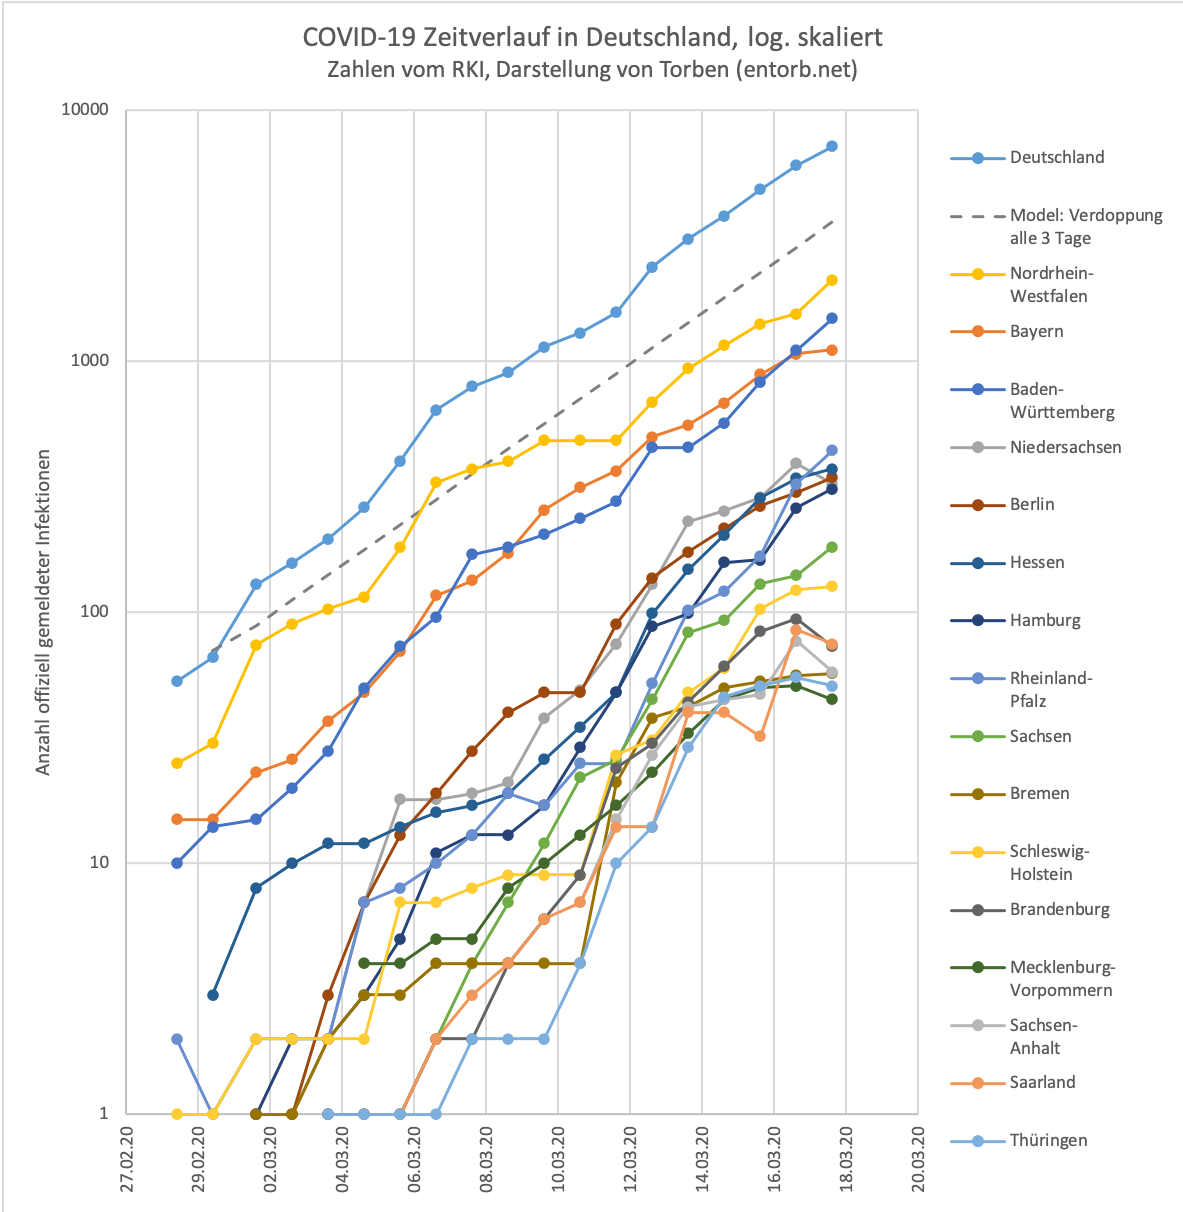 COVID-19 Zeitverlauf in Deutschland, log. skaliert
Zahlen vom RKI, Darstellung von Torben (entorb.net)
Anzahl offiziell gemeldeter Infektionen
10000
1000
100
10
1
27.02.20
29.02.20
02.03.20
04.03.20
06.03.20
08.03.20
10.03.20
12.03.20
14.03.20
16.03.20
18.03.20
20.03.20
Deutschland
Model: Verdoppung
alle 3 Tage
Nordrhein-
Westfalen
Bayern
Baden-
Württemberg
Niedersachsen
Berlin
Hessen
Hamburg
Rheinland-
Pfalz
Sachsen
Bremen
Schleswig-
Holstein
Brandenburg
Mecklenburg-
Vorpommern
Sachsen-
Anhalt
Saarland
Thüringen